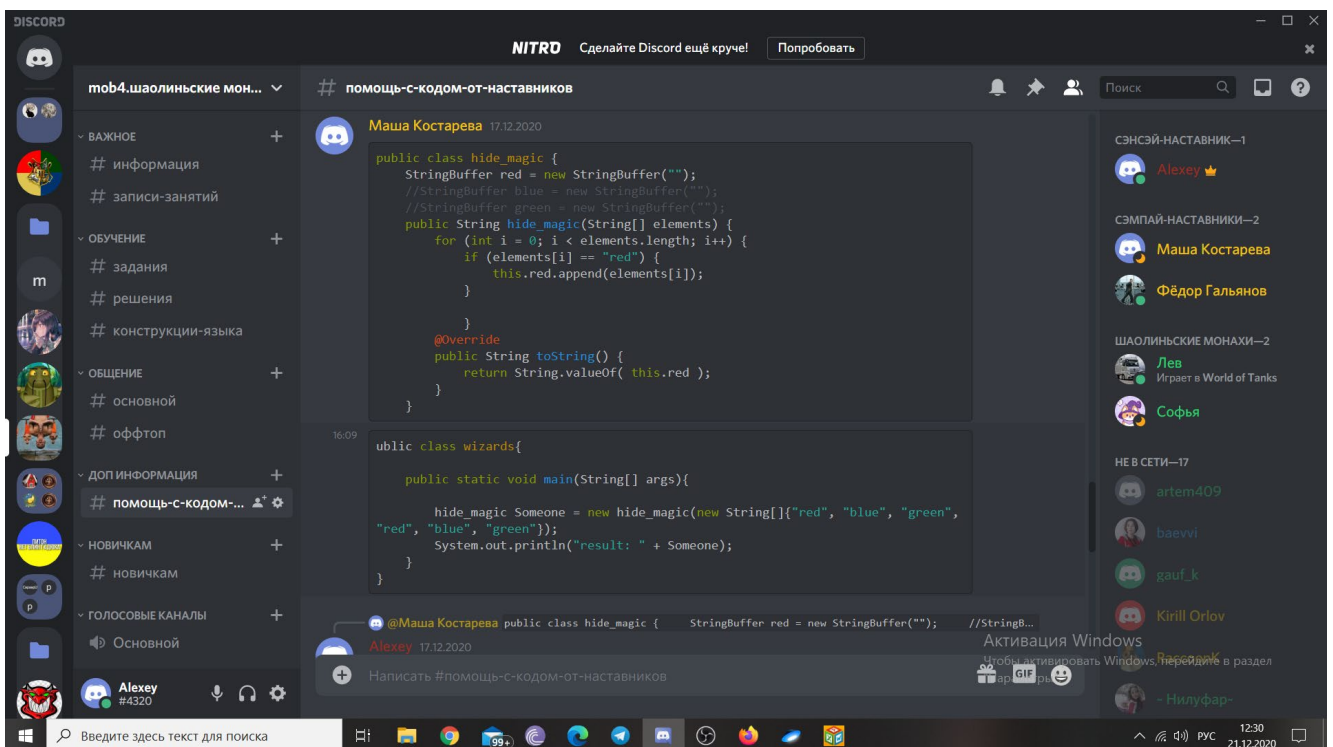 DISCORD
NITRO Сделайте Discord ещё круче! Попробовать
mob4.шаолиньские мон...
ВАЖНОЕ
информация
записи-занятий
ОБУЧЕНИЕ
задания
решения
конструкции-языка
ОБЩЕНИЕ
основной
оффтоп
ДОП ИНФОРМАЦИЯ
помощь-с-кодом-...
НОВИЧКАМ
новичкам
ГОЛОСОВЫЕ КАНАЛЫ
Основной
m
p
p
Alexey
#4320
# помощь-с-кодом-от-наставников
Поиск
Маша Костарева 17.12.2020
public class hide_magic {
StringBuffer red = new StringBuffer("");
//StringBuffer blue = new StringBuffer("");
//StringBuffer green = new StringBuffer("");
public String hide_magic(String[] elements) {
for (int i = 0; i < elements.length; i++) {
if (elements[i] == "red") {
this.red.append(elements[i]);
}
}
@Override
public String toString() {
return String.valueOf( this.red );
}
}
16:09
ublic class wizards{
public static void main(String[] args){
hide_magic Someone = new hide_magic(new String[]{"red", "blue", "green",
"red", "blue", "green"});
System.out.println("result: " + Someone);
}
}
@Маша Костарева public class hide_magic { StringBuffer red = new StringBuffer(""); //StringB...
Alexey 17.12.2020
Написать #помощь-с-кодом-от-наставников
GIF
СЭНСЭЙ-НАСТАВНИК—1
Alexey
СЭМПАЙ-НАСТАВНИКИ—2
Маша Костарева
Фёдор Гальянов
ШАОЛИНЬСКИЕ МОНАХИ—2
Лев
Играет в World of Tanks
Софья
НЕ В СЕТИ—17
artem409
baevvi
gauf_k
Kirill Orlov
- Нилуфар-
Активация Windows
Чтобы активировать Windows, перейдите в раздел
Введите здесь текст для поиска
99+
РУС
12:30
21.12.2020